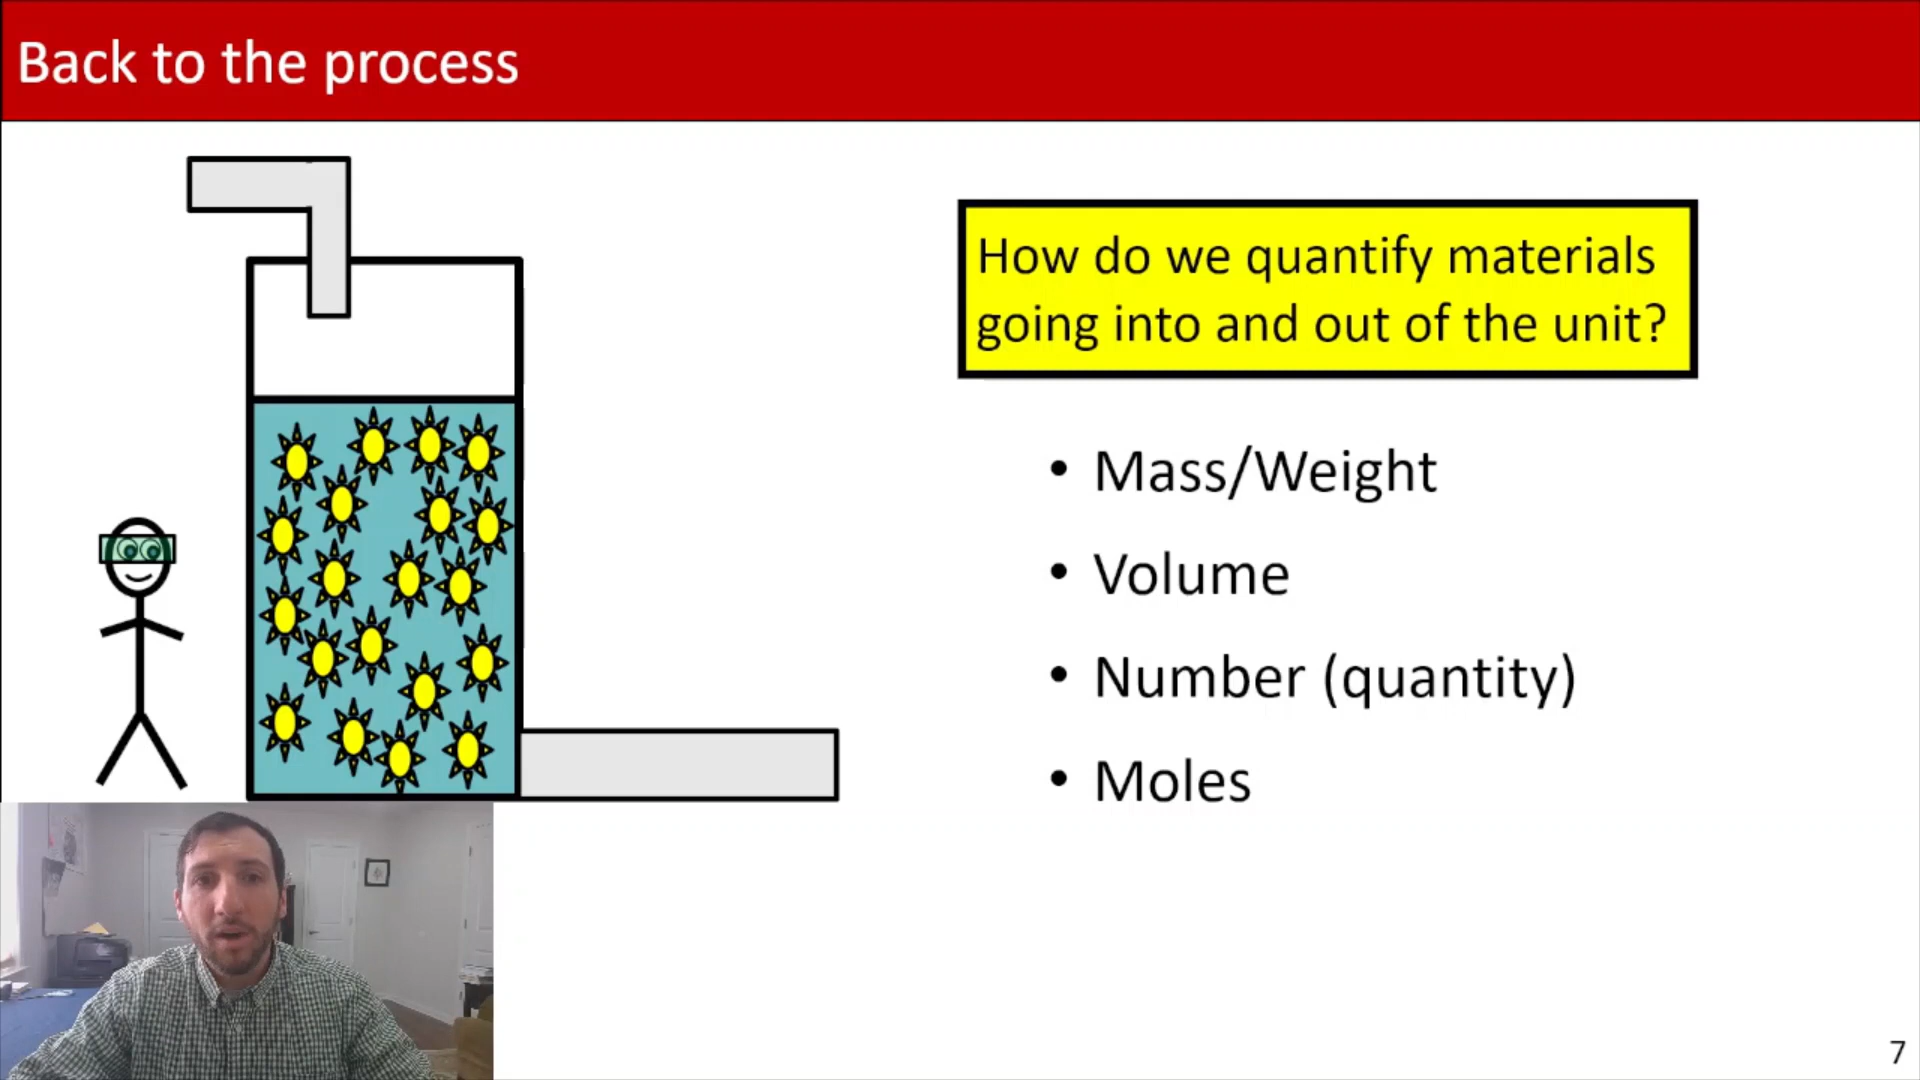 Back to the process
How do we quantify materials
going into and out of the unit?
• Mass/Weight
• Volume
• Number (quantity)
• Moles
7